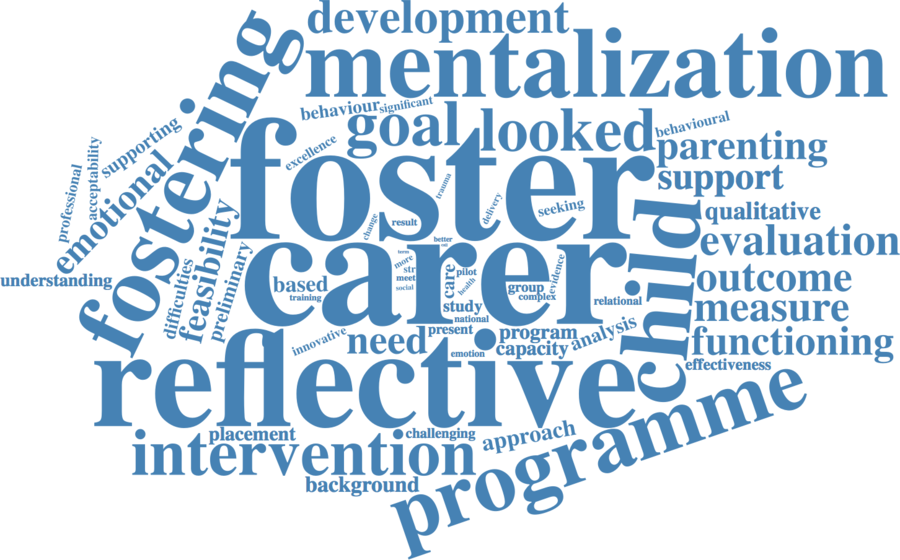 development
mentalization
fostering
behaviour
significant
goal
looked
behavioural
supporting
excellence
foster
parenting
support
professional
acceptability
emotional
trauma
delivery
seeking
child
qualitative
feasibility
change
result
evaluation
understanding
difficulties
preliminary
carer
better
more
str
meet
social
care
pilot
health
evidence
outcome
based
training
group
complex
relational
measure
study
national
present
innovative
need
emotion
program
capacity
analysis
functioning
effectiveness
reflective
programme
placement
challenging
approach
intervention
background